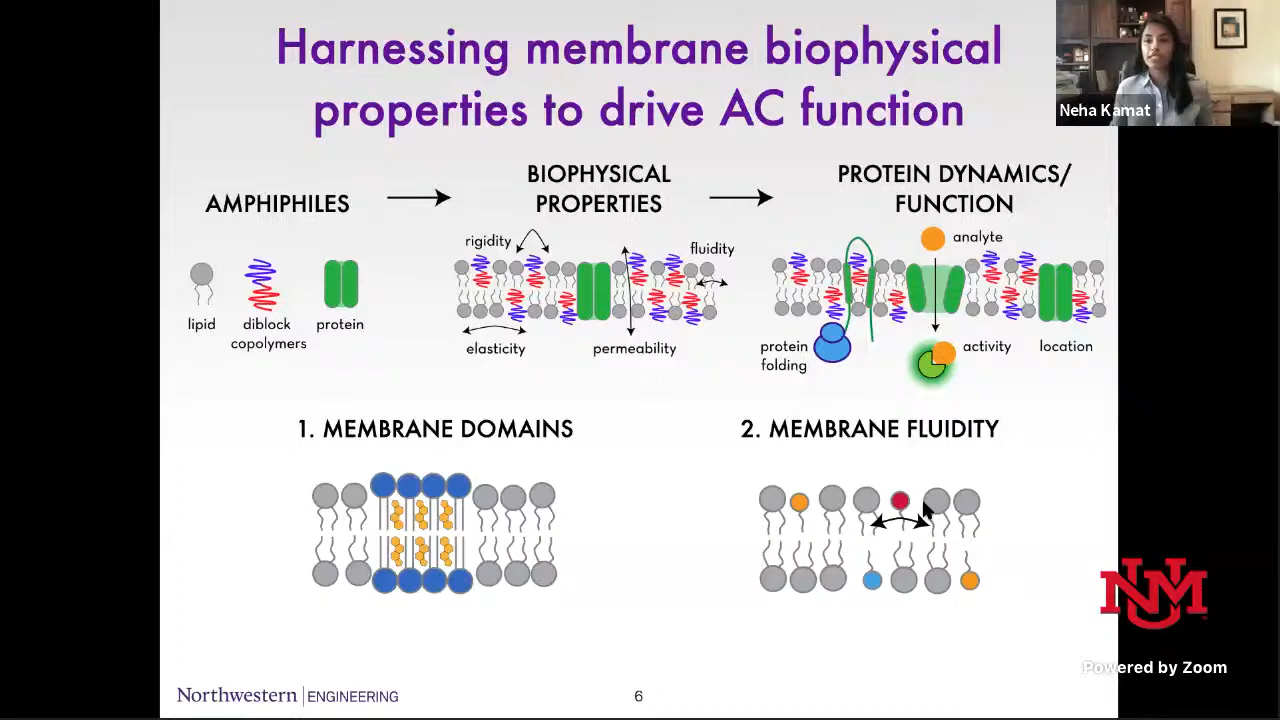 Harnessing membrane biophysical
properties to drive AC function
Neha Kamat
AMPHIPHILES
BIOPHYSICAL
PROPERTIES
PROTEIN DYNAMICS/
FUNCTION
lipid
diblock
copolymers
protein
rigidity
fluidity
elasticity
permeability
analyte
protein
folding
activity
location
1. MEMBRANE DOMAINS
2. MEMBRANE FLUIDITY
UNM
Powered by Zoom
Northwestern | ENGINEERING
6